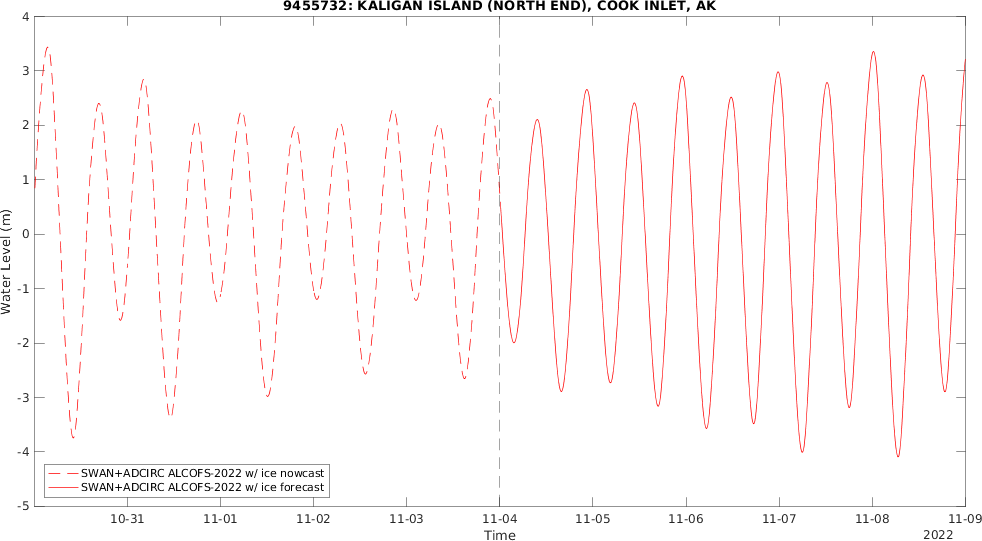 9455732: KALIGAN ISLAND (NORTH END), COOK INLET, AK
4
3
2
1
0
-1
-2
-3
-4
-5
Water Level (m)
SWAN+ADCIRC ALCOFS-2022 w/ ice nowcast
SWAN+ADCIRC ALCOFS-2022 w/ ice forecast
10-31 11-01 11-02 11-03 11-04 11-05 11-06 11-07 11-08 11-09
Time
2022